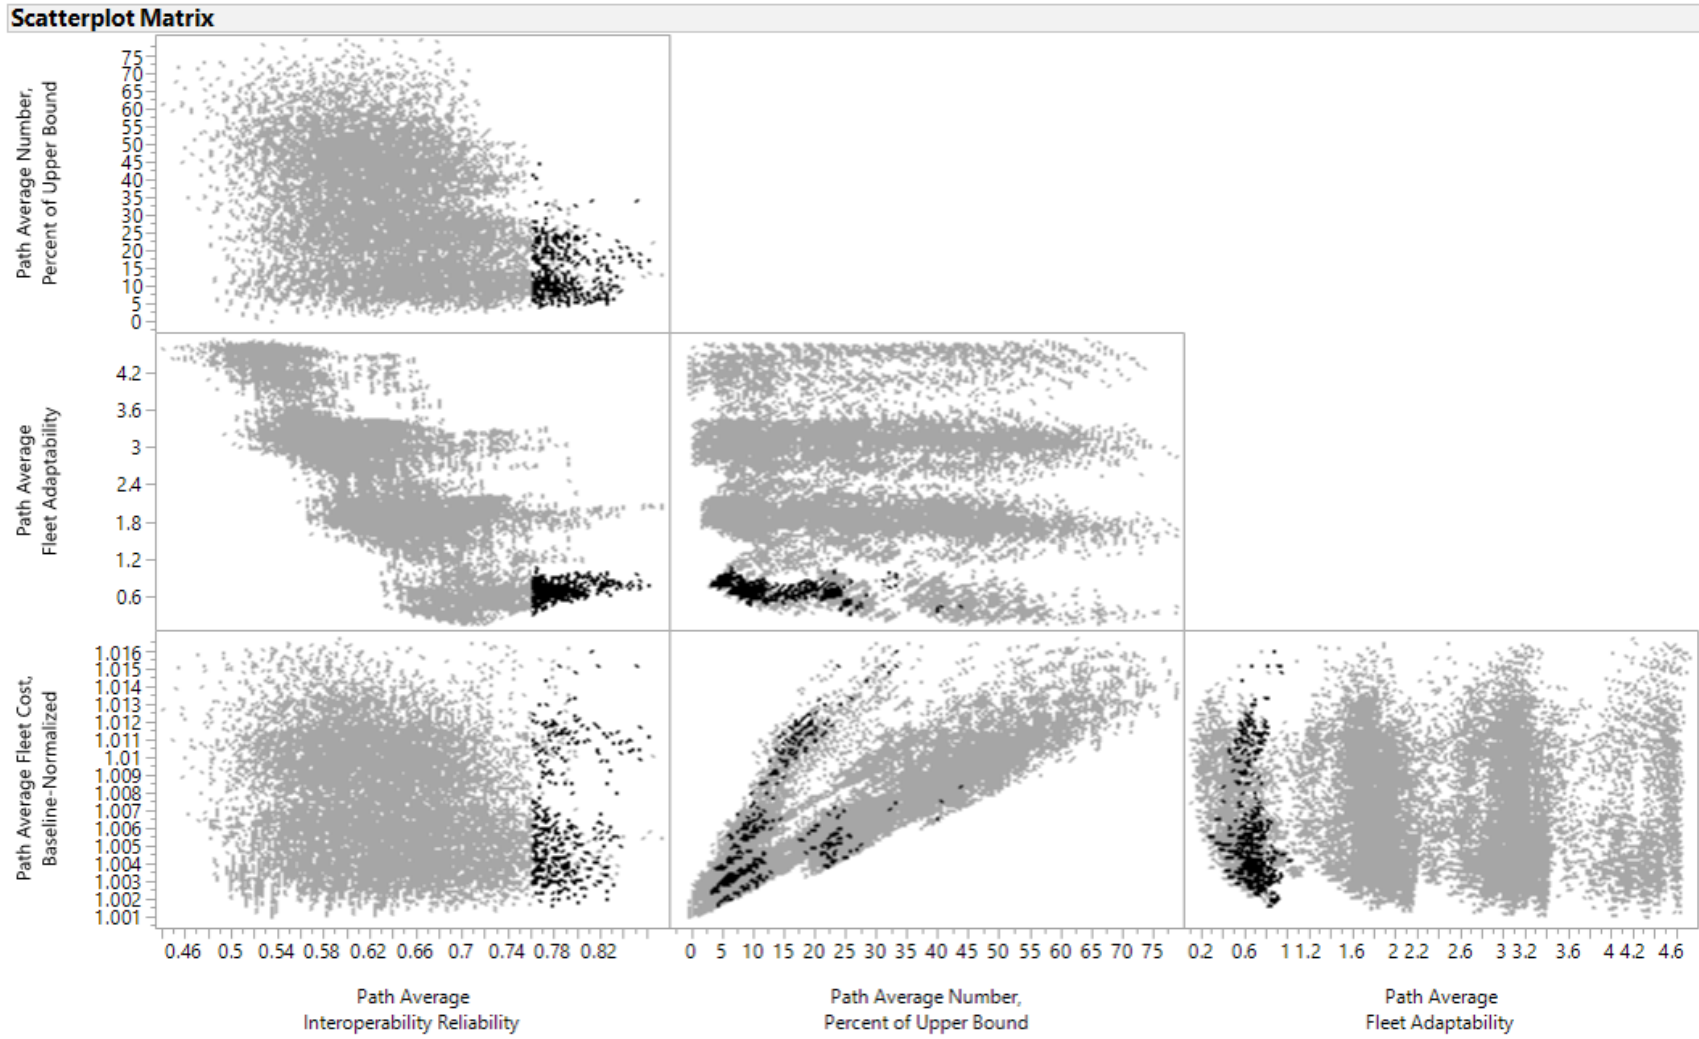 Scatterplot Matrix
Path Average Number,
Percent of Upper Bound
75
70
65
60
55
50
45
40
35
30
25
20
15
10
5
0
Path Average
Fleet Adaptability
4.2
3.6
3
2.4
1.8
1.2
0.6
Path Average Fleet Cost,
Baseline-Normalized
1.016
1.015
1.014
1.013
1.012
1.011
1.01
1.009
1.008
1.007
1.006
1.005
1.004
1.003
1.002
1.001
0.46 0.5 0.54 0.58 0.62 0.66 0.7 0.74 0.78 0.82
0 5 10 15 20 25 30 35 40 45 50 55 60 65 70 75
0.2 0.6 1 1.2 1.6 2 2.2 2.6 3 3.2 3.6 4 4.2 4.6
Path Average
Interoperability Reliability
Path Average Number,
Percent of Upper Bound
Path Average
Fleet Adaptability